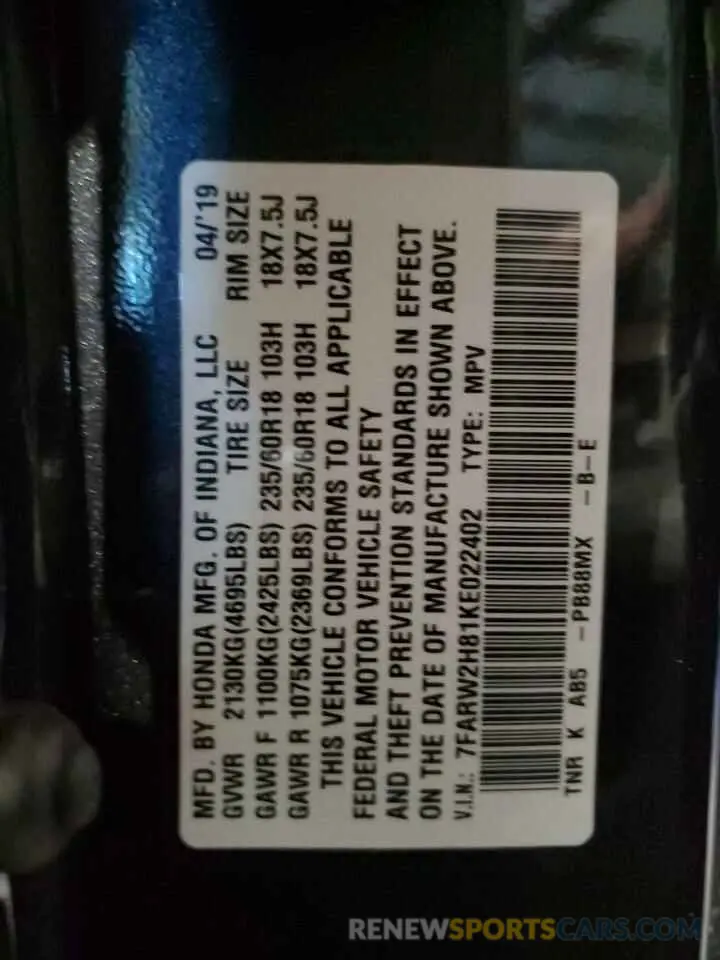 MFD. BY HONDA MFG. OF INDIANA, LLC 04/'19
GVWR 2130KG(4695LBS) TIRE SIZE RIM SIZE
GAWR F 1100KG(2425LBS) 235/60R18 103H 18X7.5J
GAWR R 1075KG(2369LBS) 235/60R18 103H 18X7.5J
THIS VEHICLE CONFORMS TO ALL APPLICABLE
FEDERAL MOTOR VEHICLE SAFETY
AND THEFT PREVENTION STANDARDS IN EFFECT
ON THE DATE OF MANUFACTURE SHOWN ABOVE.
V.I.N.: 7FARW2H81KE022402 TYPE: MPV
TNR K AB5 -PB88MX -B-E
RENEWSPORTSCARS.COM